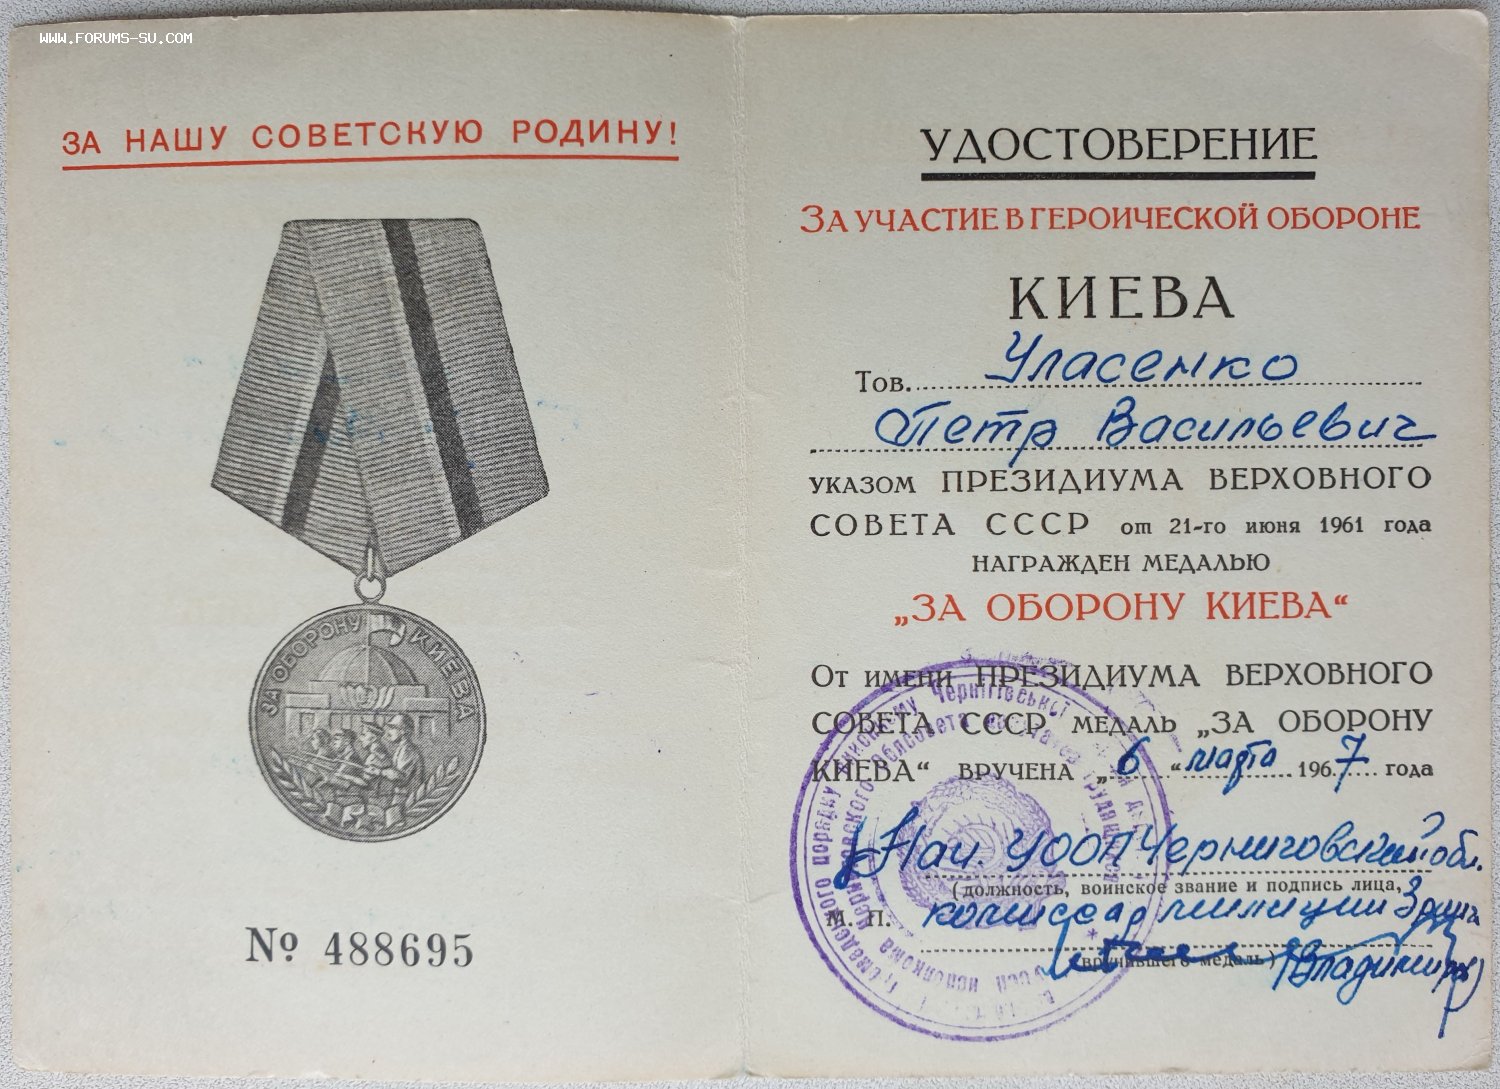 WWW.FORUMS-SU.COM
ЗА НАШУ СОВЕТСКУЮ РОДИНУ!
ЗА ОБОРОНУ КИЕВА
№ 488695
УДОСТОВЕРЕНИЕ
ЗА УЧАСТИЕ В ГЕРОИЧЕСКОЙ ОБОРОНЕ
КИЕВА
Тов. Уласенко
Петр Васильевич
УКАЗОМ ПРЕЗИДИУМА ВЕРХОВНОГО
СОВЕТА СССР от 21-го июня 1961 года
НАГРАЖДЕН МЕДАЛЬЮ
„ЗА ОБОРОНУ КИЕВА“
От имени ПРЕЗИДИУМА ВЕРХОВНОГО
СОВЕТА СССР МЕДАЛЬ „ЗА ОБОРОНУ
КИЕВА“ ВРУЧЕНА „6“ марта 1967 года
Нач. УООП Черниговской обл.
(должность, воинское звание и подпись лица,
М. П. комиссар милиции 3 ранга
вручившего медаль)